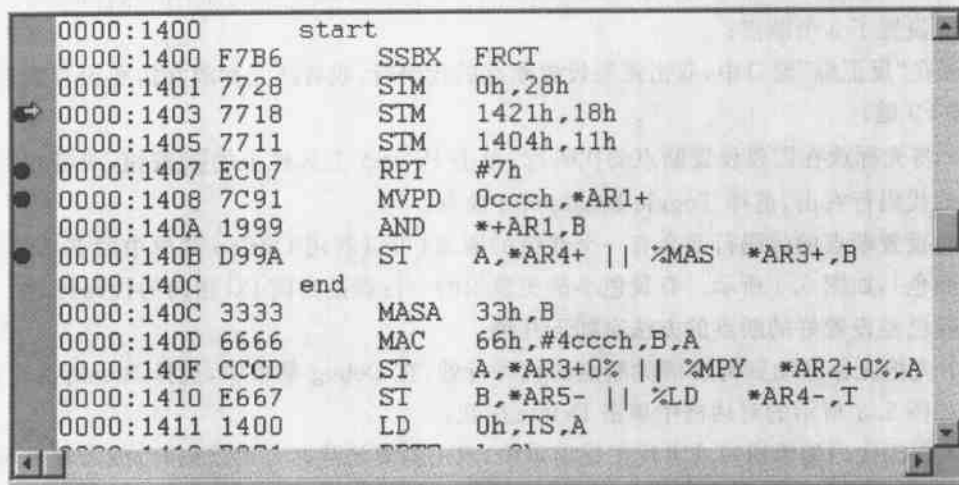 0000:1400 start
0000:1400 F7B6 SSBX FRCT
0000:1401 7728 STM 0h,28h
0000:1403 7718 STM 1421h,18h
0000:1405 7711 STM 1404h,11h
0000:1407 EC07 RPT #7h
0000:1408 7C91 MVPD 0ccch,*AR1+
0000:140A 1999 AND *+AR1,B
0000:140B D99A ST A,*AR4+ || %MAS *AR3+,B
0000:140C end
0000:140C 3333 MASA 33h,B
0000:140D 6666 MAC 66h,#4ccch,B,A
0000:140F CCCD ST A,*AR3+0% || %MPY *AR2+0%,A
0000:1410 E667 ST B,*AR5- || %LD *AR4-,T
0000:1411 1400 LD 0h,TS,A